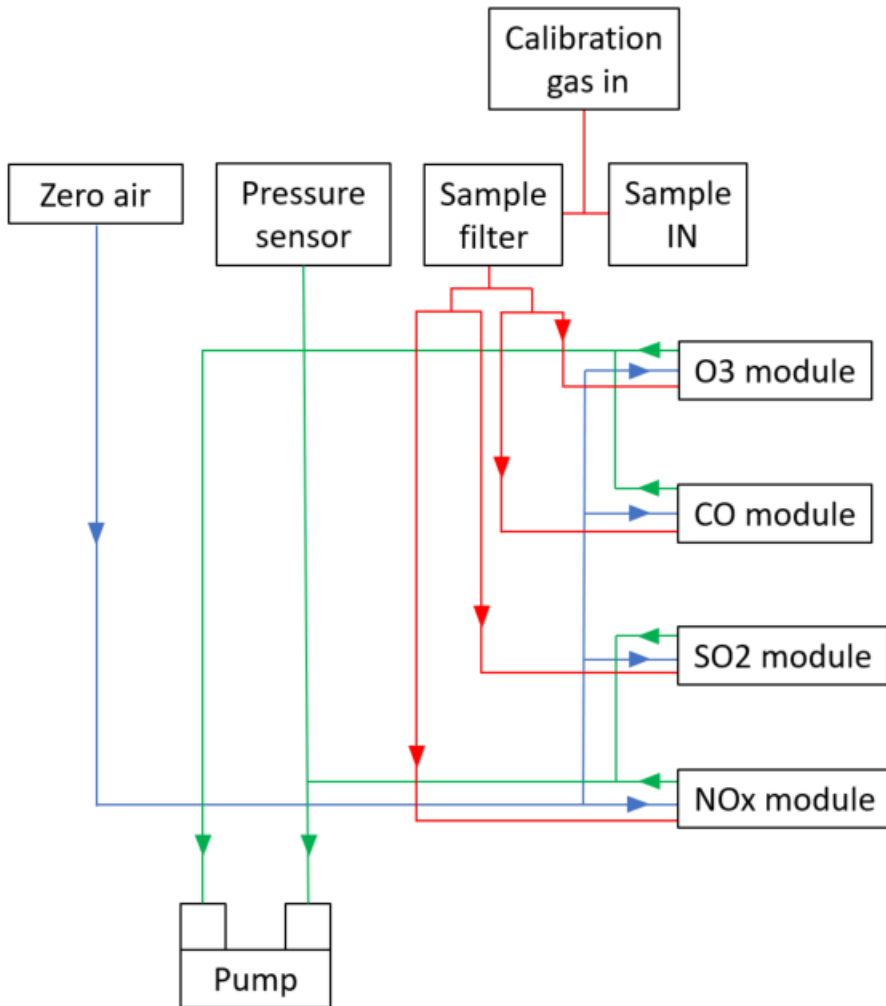 Calibration
gas in
Zero air
Pressure
sensor
Sample
filter
Sample
IN
O3 module
CO module
SO2 module
NOx module
Pump